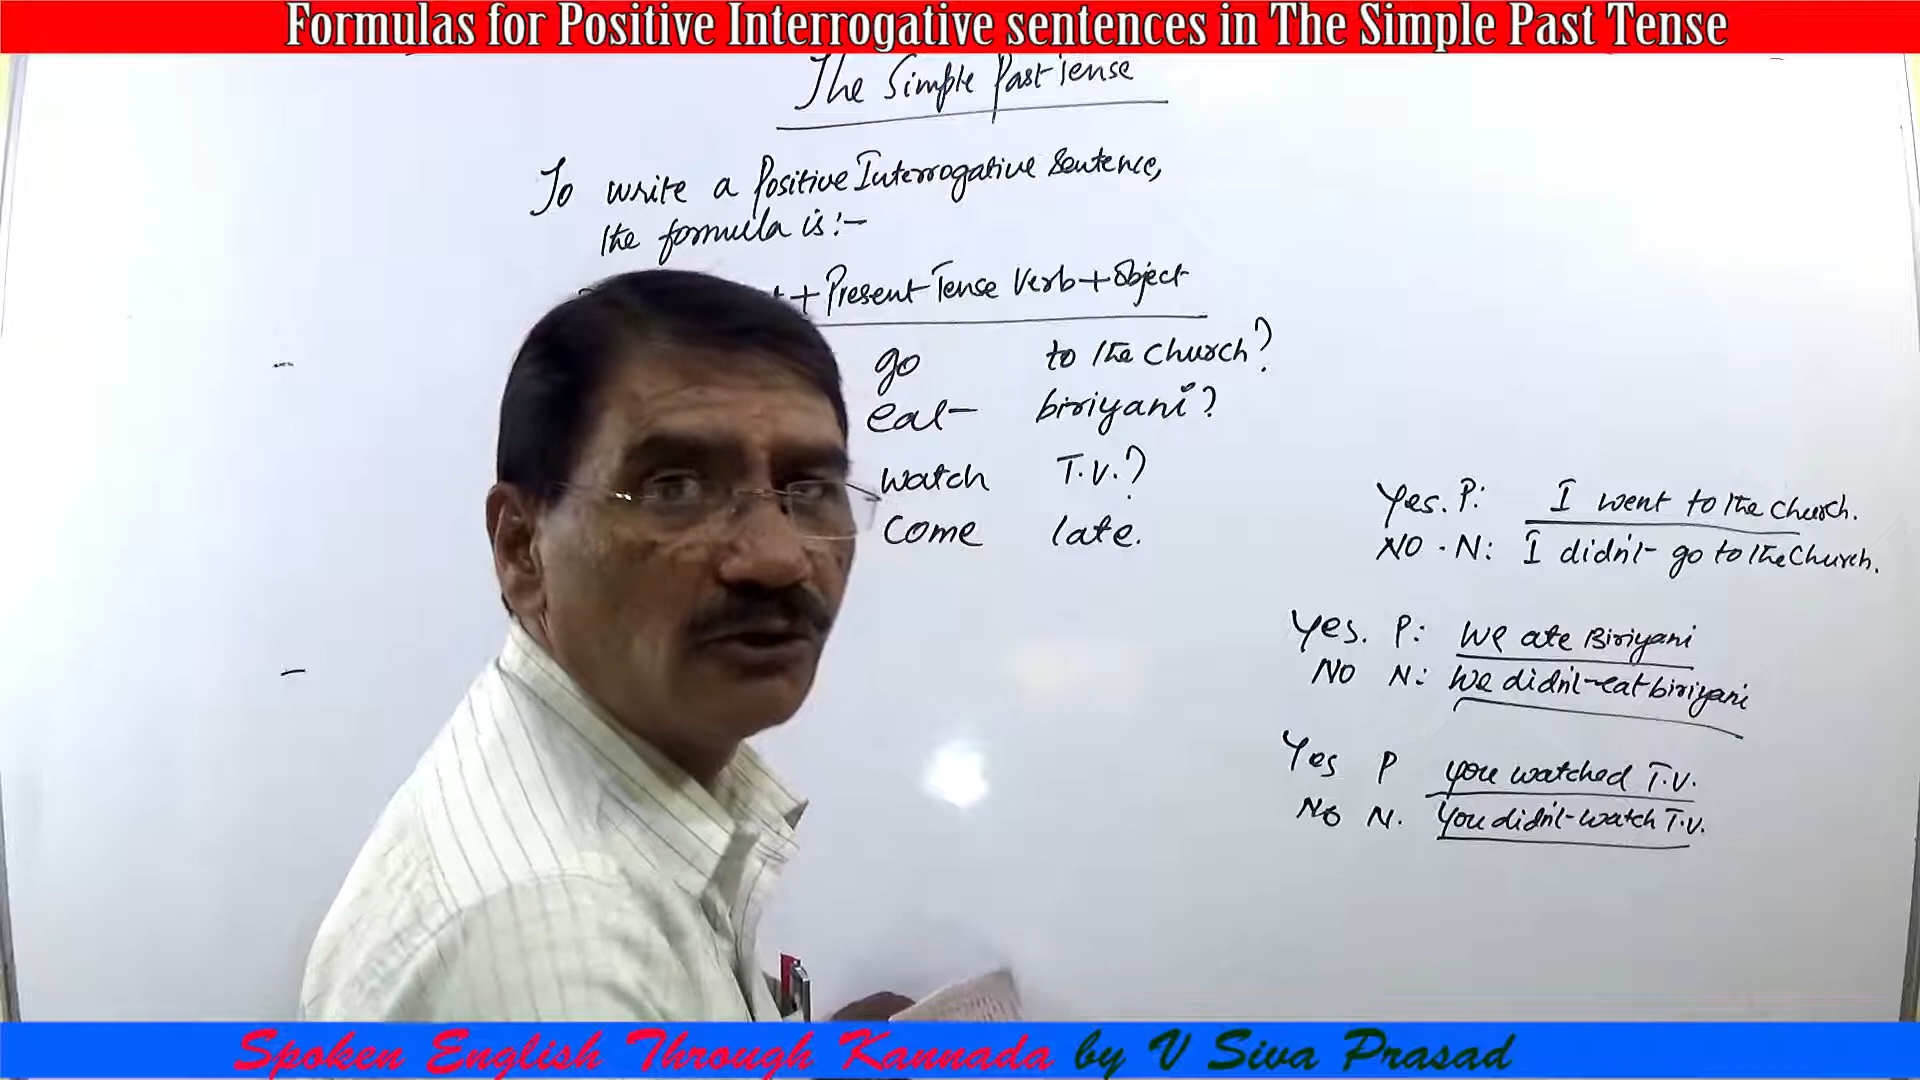 Formulas for Positive Interrogative sentences in The Simple Past Tense
The Simple Past Tense
To write a Positive Interrogative Sentence,
the formula is:-
+ Present Tense Verb + Object
go to the church?
eat biriyani?
watch T.V.?
come late.
Yes. P: I went to the church.
NO. N: I didn't go to the church.
Yes. P: We ate Biriyani
NO N: We didn't eat biriyani
Yes P you watched T.V.
No N. You didn't watch T.V.
Spoken English Through Kannada by V Siva Prasad